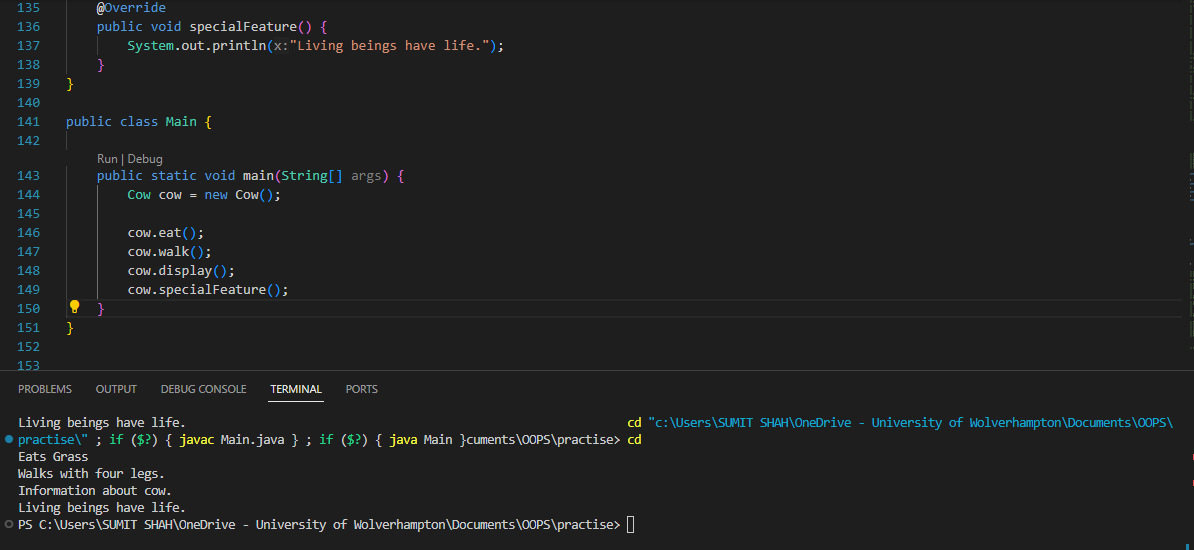 135 @Override
136 public void specialFeature() {
137 System.out.println(x:"Living beings have life.");
138 }
139 }
140
141 public class Main {
142
Run | Debug
143 public static void main(String[] args) {
144 Cow cow = new Cow();
145
146 cow.eat();
147 cow.walk();
148 cow.display();
149 cow.specialFeature();
150 }
151 }
152
153
PROBLEMS OUTPUT DEBUG CONSOLE TERMINAL PORTS
Living beings have life. cd "c:\Users\SUMIT SHAH\OneDrive - University of Wolverhampton\Documents\OOPS\
practise\" ; if ($?) { javac Main.java } ; if ($?) { java Main }cuments\OOPS\practise> cd
Eats Grass
Walks with four legs.
Information about cow.
Living beings have life.
PS C:\Users\SUMIT SHAH\OneDrive - University of Wolverhampton\Documents\OOPS\practise>